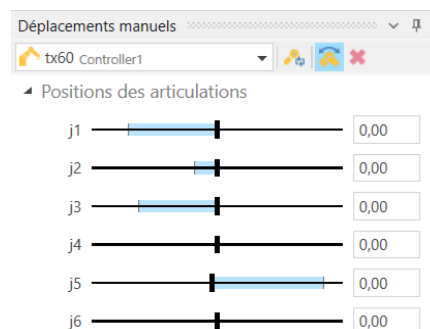 Déplacements manuels
tx60 Controller1
Positions des articulations
j1 0,00
j2 0,00
j3 0,00
j4 0,00
j5 0,00
j6 0,00